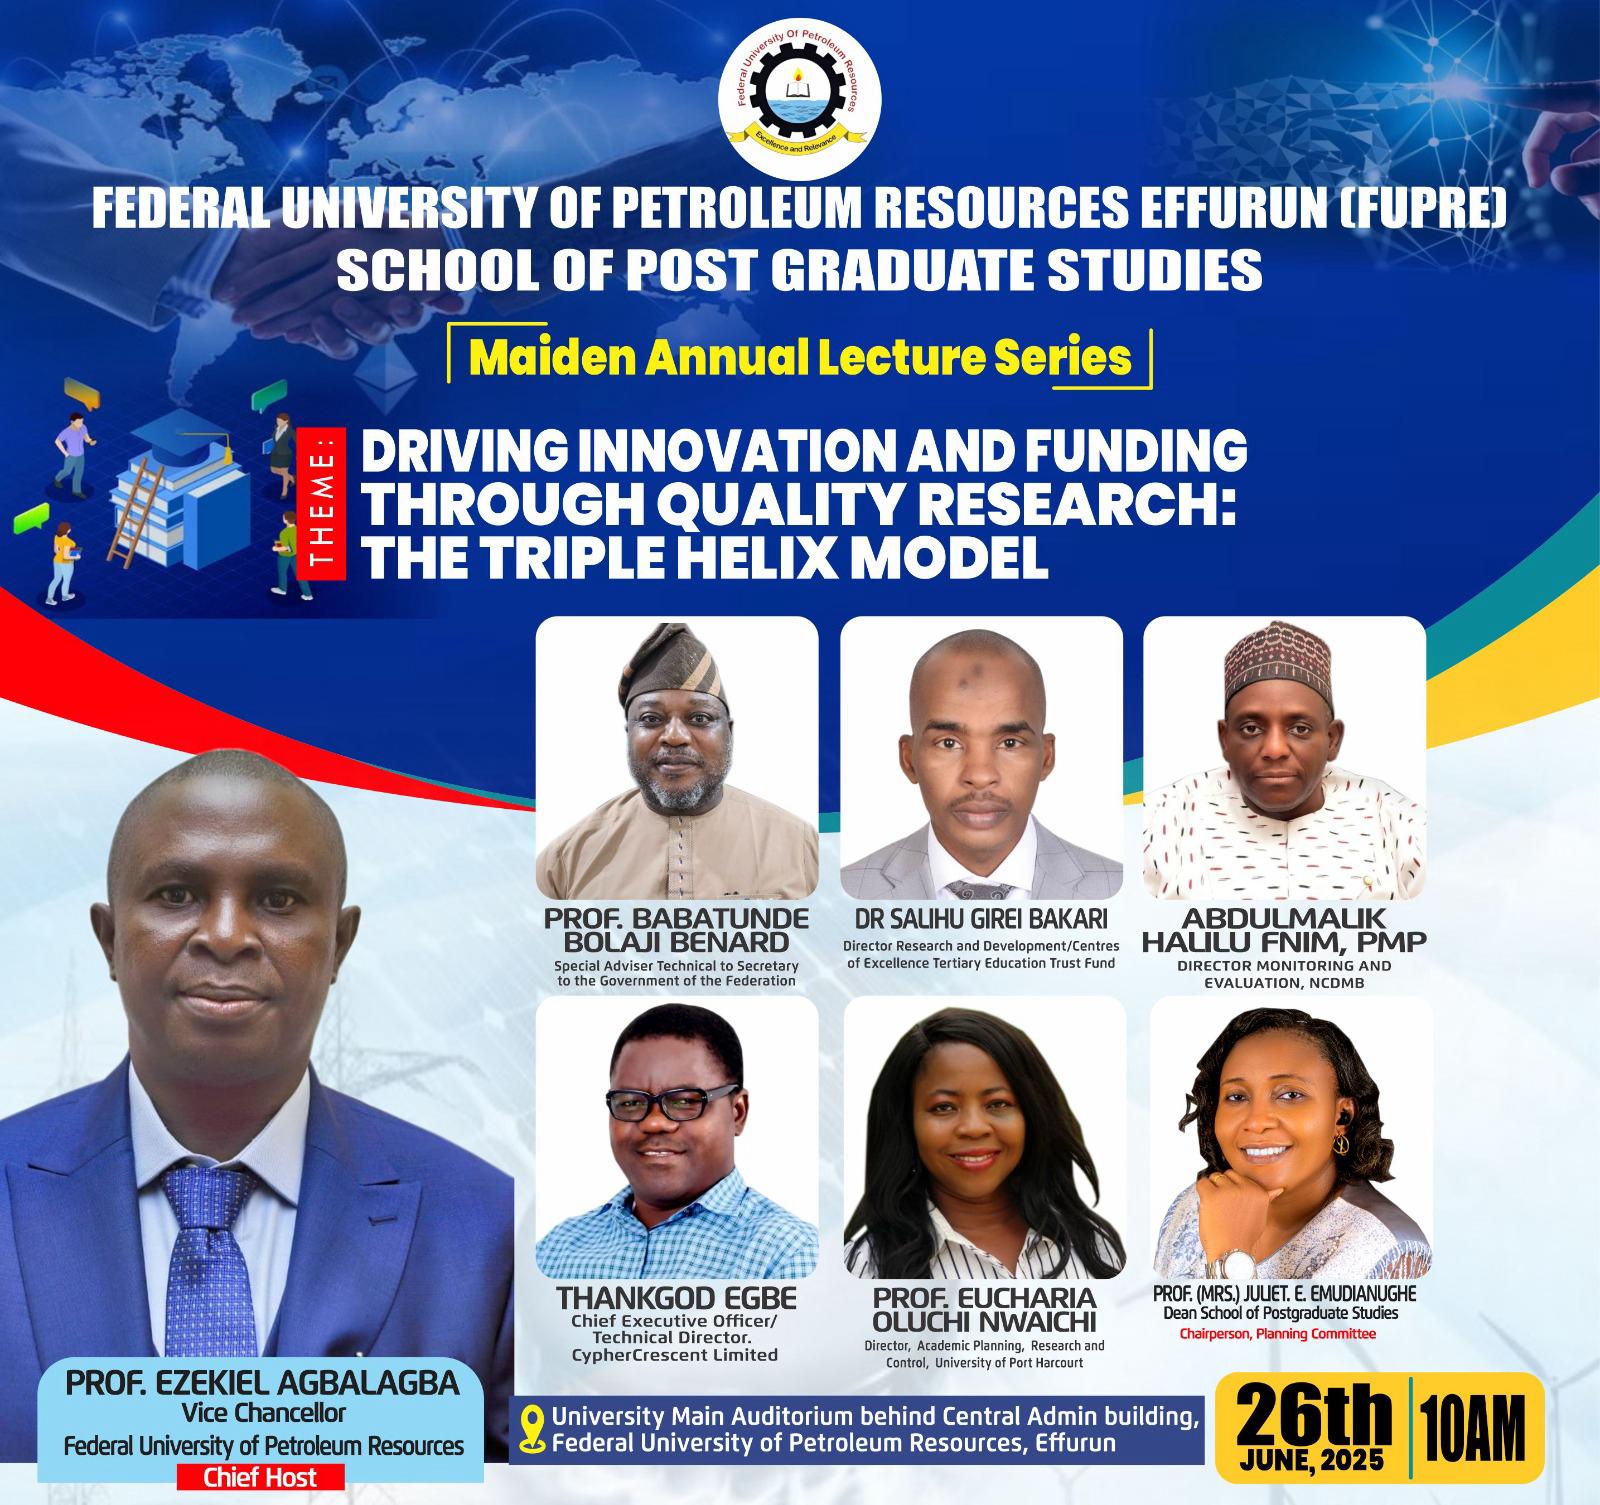 Federal University Of Petroleum Resources
Excellence and Relevance
FEDERAL UNIVERSITY OF PETROLEUM RESOURCES EFFURUN (FUPRE)
SCHOOL OF POST GRADUATE STUDIES
Maiden Annual Lecture Series
THEME:
DRIVING INNOVATION AND FUNDING
THROUGH QUALITY RESEARCH:
THE TRIPLE HELIX MODEL
PROF. BABATUNDE
BOLAJI BENARD
Special Adviser Technical to Secretary
to the Government of the Federation
DR SALIHU GIREI BAKARI
Director Research and Development/Centres
of Excellence Tertiary Education Trust Fund
ABDULMALIK
HALILU FNIM, PMP
DIRECTOR MONITORING AND
EVALUATION, NCDMB
THANKGOD EGBE
Chief Executive Officer/
Technical Director.
CypherCrescent Limited
PROF. EUCHARIA
OLUCHI NWAICHI
Director, Academic Planning, Research and
Control, University of Port Harcourt
PROF. (MRS.) JULIET. E. EMUDIANUGHE
Dean School of Postgraduate Studies
Chairperson, Planning Committee
PROF. EZEKIEL AGBALAGBA
Vice Chancellor
Federal University of Petroleum Resources
Chief Host
University Main Auditorium behind Central Admin building,
Federal University of Petroleum Resources, Effurun
26th
JUNE, 2025
10AM